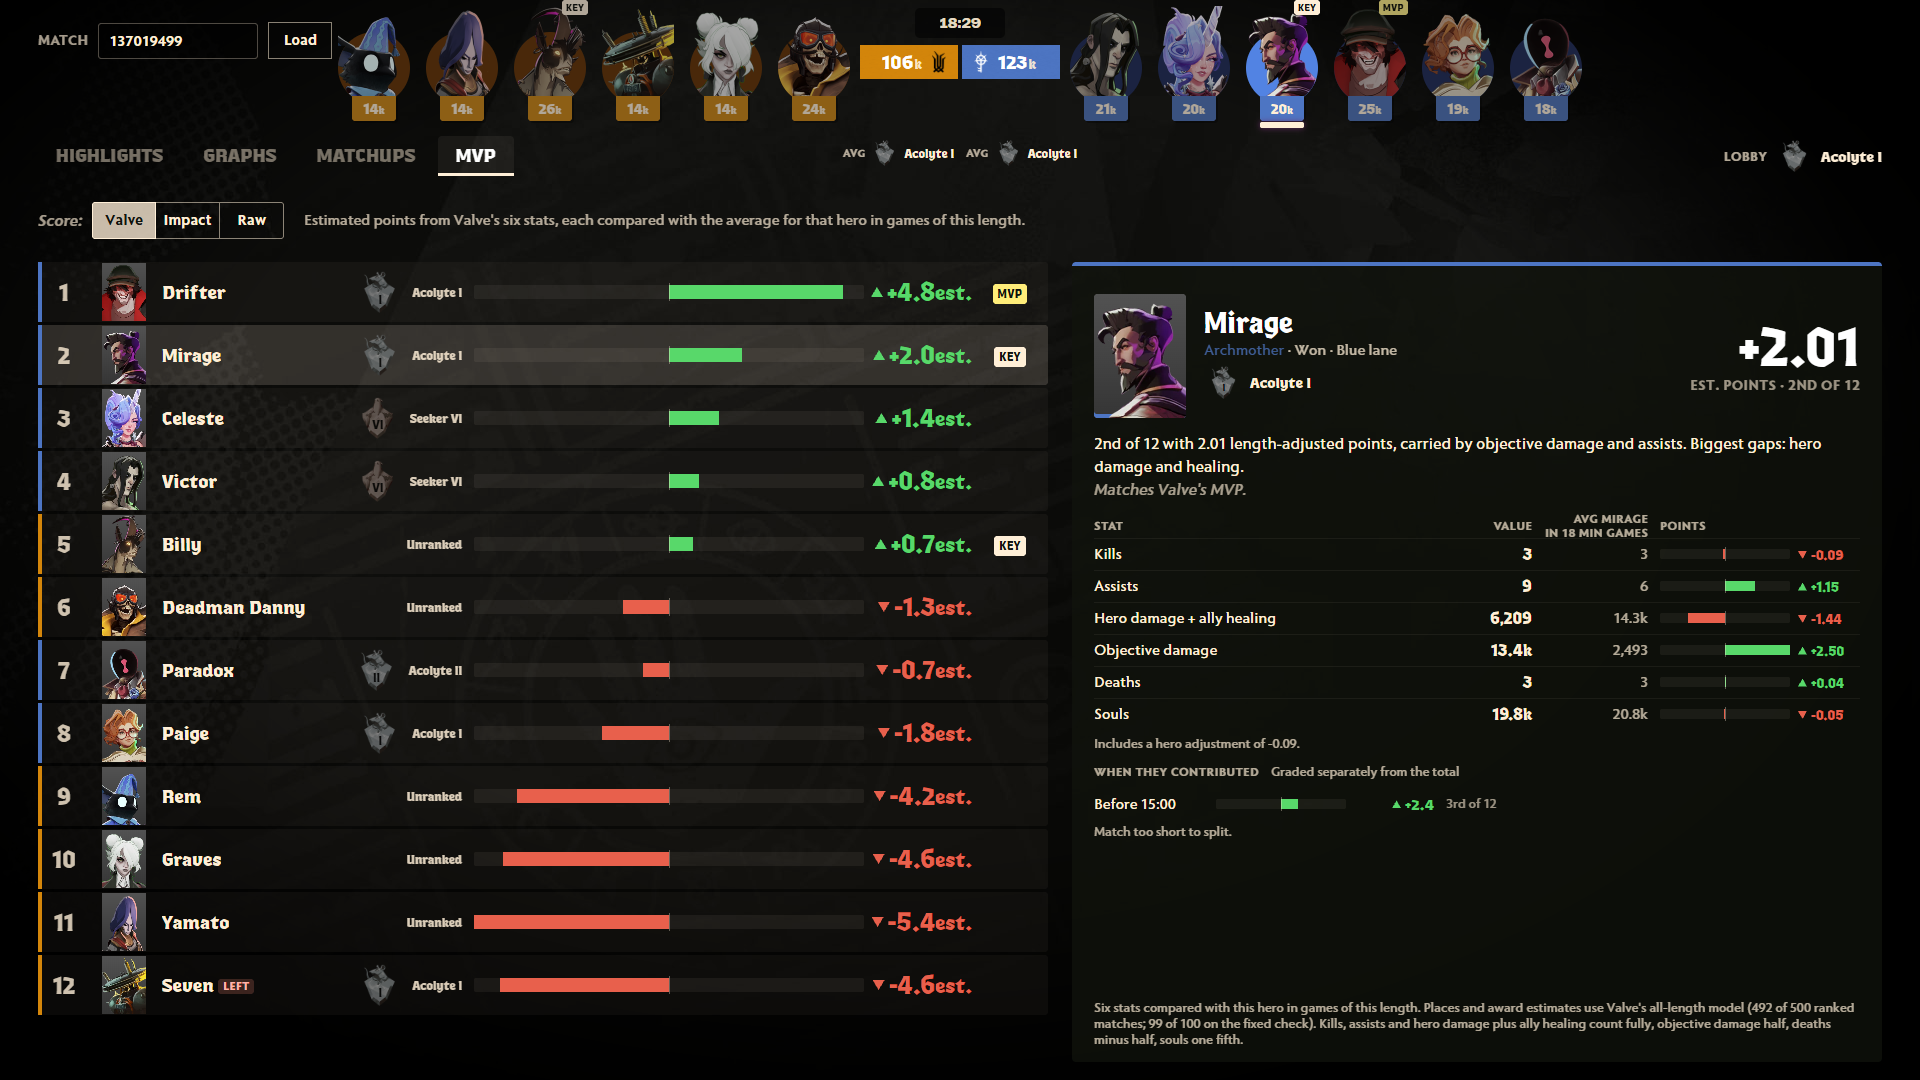 MATCH 137019499 Load
KEY
KEY
MVP
18:29
106k 123k
14k 14k 26k 14k 14k 24k 21k 20k 20k 25k 19k 18k
HIGHLIGHTS GRAPHS MATCHUPS MVP
AVG Acolyte I AVG Acolyte I
LOBBY Acolyte I
Score: Valve Impact Raw Estimated points from Valve's six stats, each compared with the average for that hero in games of this length.
1 Drifter I Acolyte I ▲+4.8est. MVP
2 Mirage I Acolyte I ▲+2.0est. KEY
3 Celeste VI Seeker VI ▲+1.4est.
4 Victor VI Seeker VI ▲+0.8est.
5 Billy Unranked ▲+0.7est. KEY
6 Deadman Danny Unranked ▼-1.3est.
7 Paradox II Acolyte II ▼-0.7est.
8 Paige I Acolyte I ▼-1.8est.
9 Rem Unranked ▼-4.2est.
10 Graves Unranked ▼-4.6est.
11 Yamato Unranked ▼-5.4est.
12 Seven LEFT I Acolyte I ▼-4.6est.
Mirage
Archmother · Won · Blue lane
I Acolyte I
+2.01
EST. POINTS · 2ND OF 12
2nd of 12 with 2.01 length-adjusted points, carried by objective damage and assists. Biggest gaps: hero
damage and healing.
Matches Valve's MVP.
STAT VALUE AVG MIRAGE IN 18 MIN GAMES POINTS
Kills 3 3 ▼-0.09
Assists 9 6 ▲+1.15
Hero damage + ally healing 6,209 14.3k ▼-1.44
Objective damage 13.4k 2,493 ▲+2.50
Deaths 3 3 ▲+0.04
Souls 19.8k 20.8k ▼-0.05
Includes a hero adjustment of -0.09.
WHEN THEY CONTRIBUTED Graded separately from the total
Before 15:00 ▲+2.4 3rd of 12
Match too short to split.
Six stats compared with this hero in games of this length. Places and award estimates use Valve's all-length model (492 of 500 ranked
matches; 99 of 100 on the fixed check). Kills, assists and hero damage plus ally healing count fully, objective damage half, deaths
minus half, souls one fifth.